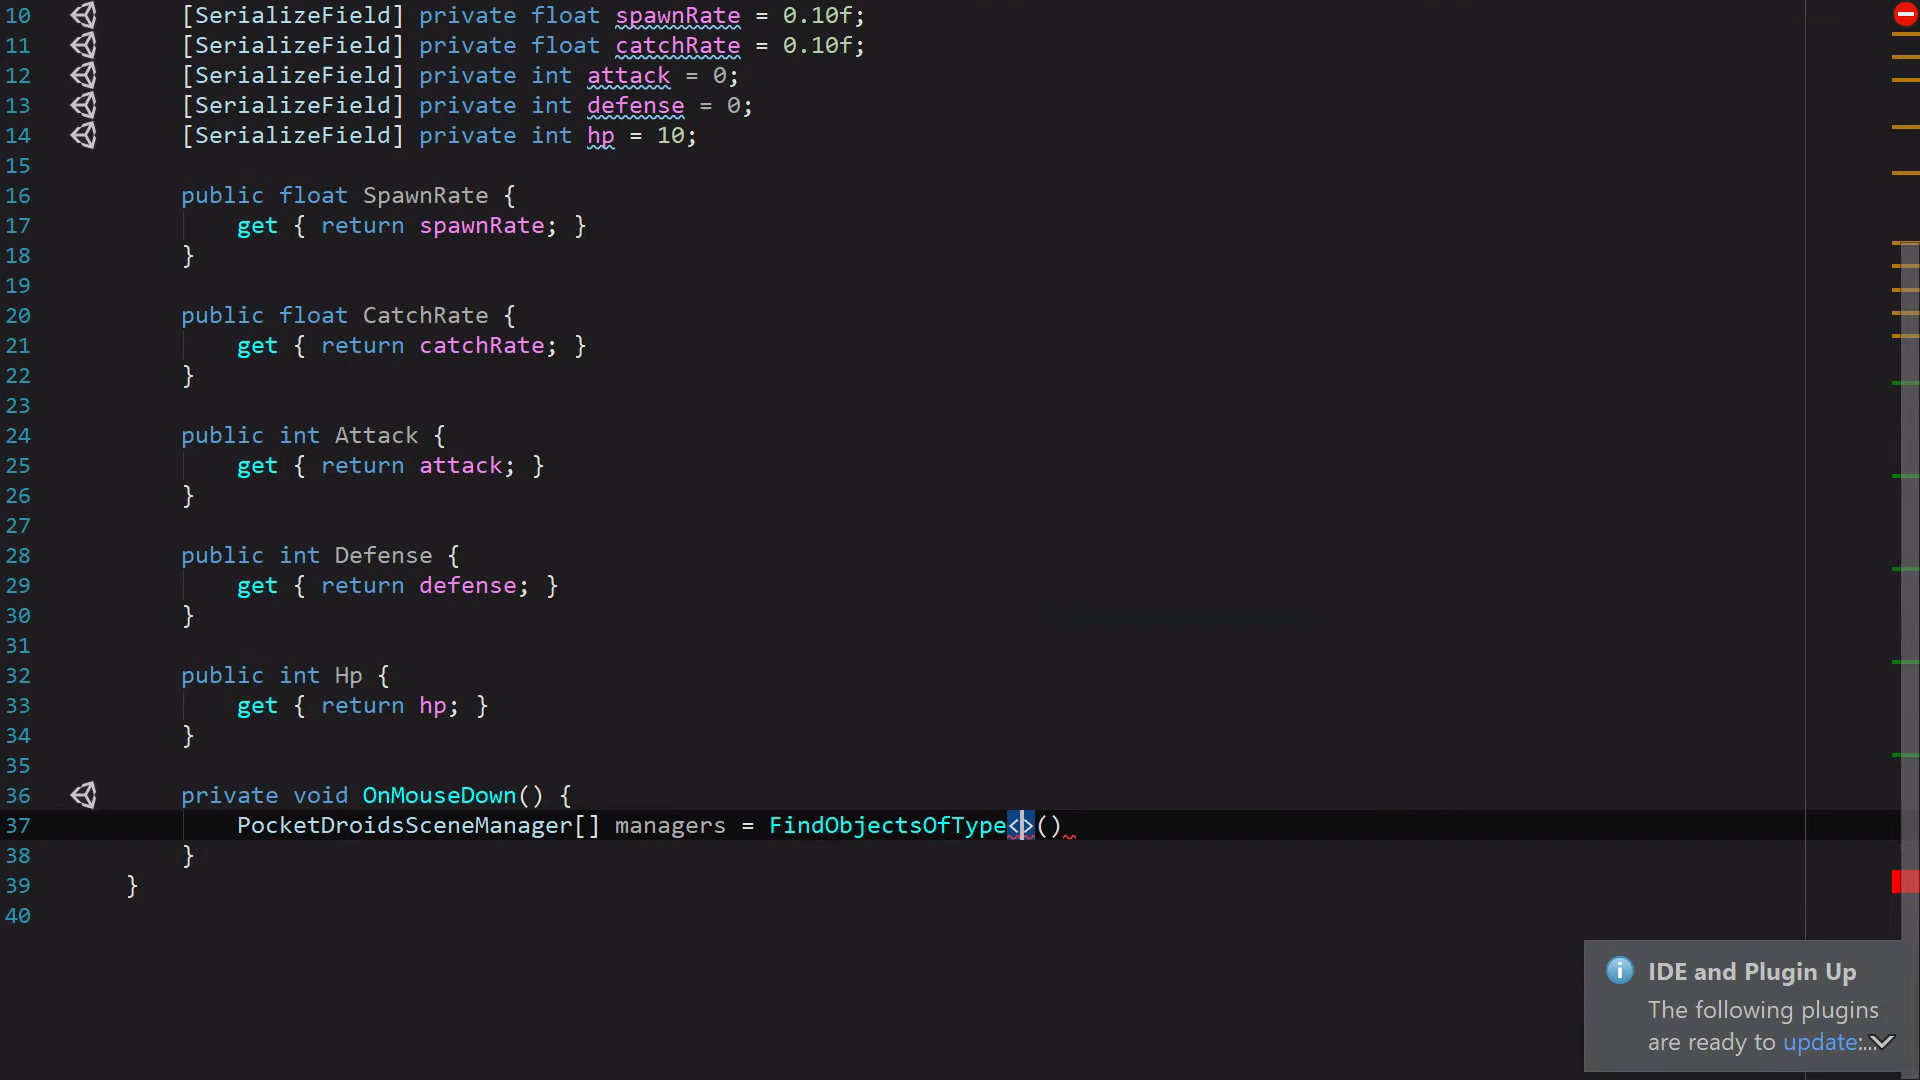 10 [SerializeField] private float spawnRate = 0.10f;
11 [SerializeField] private float catchRate = 0.10f;
12 [SerializeField] private int attack = 0;
13 [SerializeField] private int defense = 0;
14 [SerializeField] private int hp = 10;
15
16 public float SpawnRate {
17 get { return spawnRate; }
18 }
19
20 public float CatchRate {
21 get { return catchRate; }
22 }
23
24 public int Attack {
25 get { return attack; }
26 }
27
28 public int Defense {
29 get { return defense; }
30 }
31
32 public int Hp {
33 get { return hp; }
34 }
35
36 private void OnMouseDown() {
37 PocketDroidsSceneManager[] managers = FindObjectsOfType<>()
38 }
39 }
40
IDE and Plugin Up
The following plugins
are ready to update:...